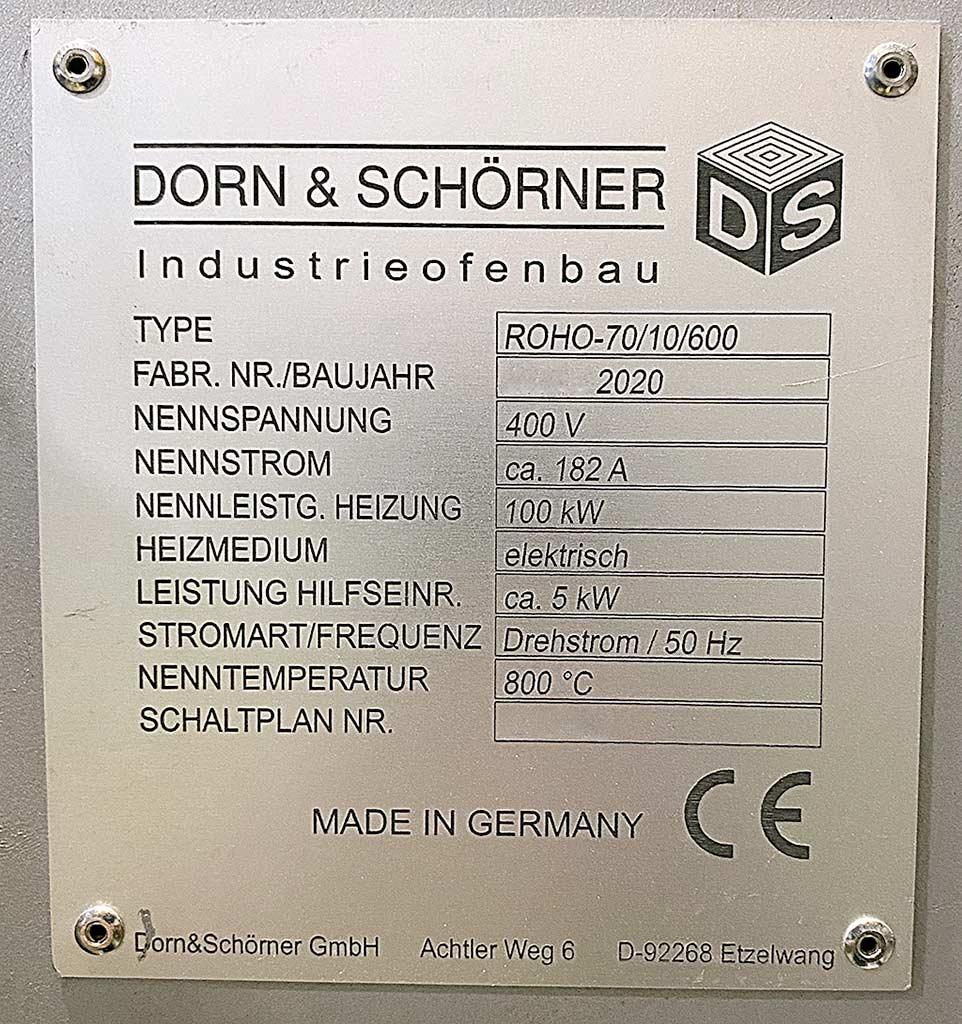 DORN & SCHÖRNER
DS
Industrieofenbau
TYPE ROHO-70/10/600
FABR. NR./BAUJAHR 2020
NENNSPANNUNG 400 V
NENNSTROM ca. 182 A
NENNLEISTG. HEIZUNG 100 kW
HEIZMEDIUM elektrisch
LEISTUNG HILFSEINR. ca. 5 kW
STROMART/FREQUENZ Drehstrom / 50 Hz
NENNTEMPERATUR 800 °C
SCHALTPLAN NR.
MADE IN GERMANY CE
Dorn&Schörner GmbH Achtler Weg 6 D-92268 Etzelwang